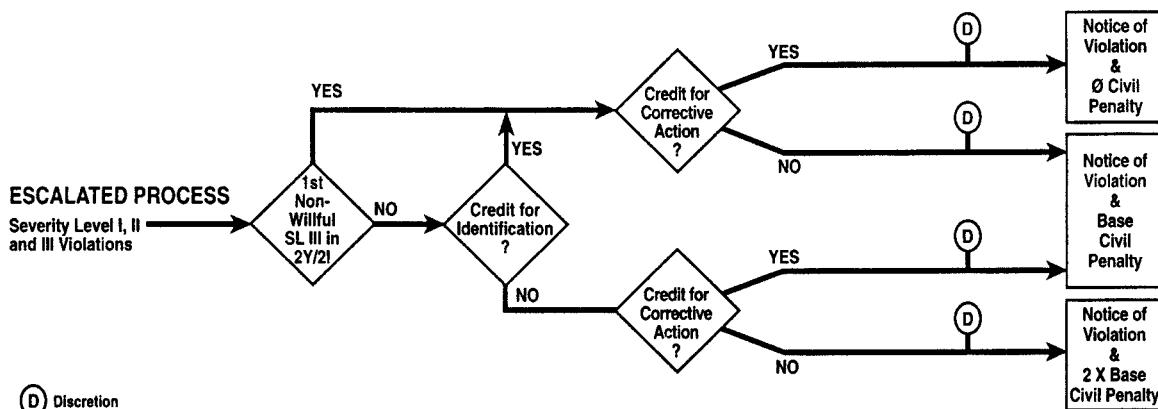 ESCALATED PROCESS
Severity Level I, II
and III Violations
1st
Non-
Willful
SL III in
2Y/2!
YES
NO
Credit for
Identification
?
YES
NO
Credit for
Corrective
Action
?
YES
D
NO
D
Notice of
Violation
&
Ø Civil
Penalty
Notice of
Violation
&
Base
Civil
Penalty
Credit for
Corrective
Action
?
YES
D
NO
D
Notice of
Violation
&
2 X Base
Civil Penalty
D Discretion